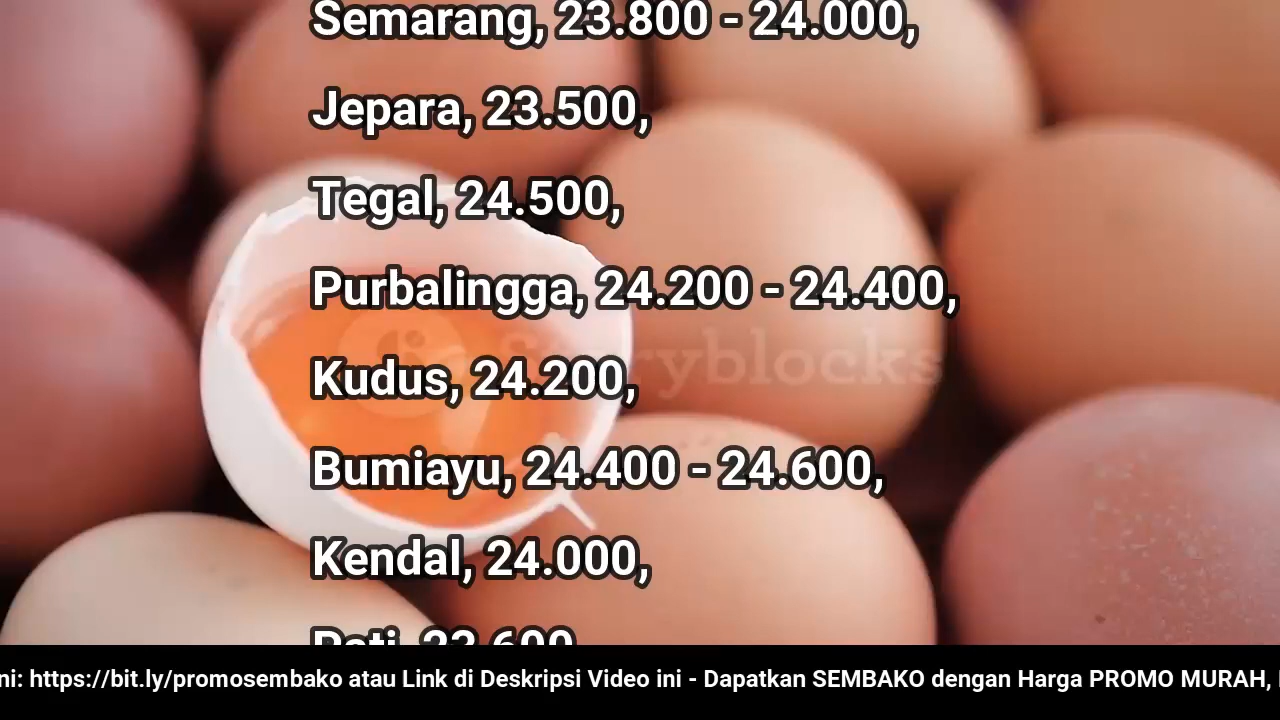 Semarang, 23.800 - 24.000,
Jepara, 23.500,
Tegal, 24.500,
Purbalingga, 24.200 - 24.400,
Kudus, 24.200,
Bumiayu, 24.400 - 24.600,
Kendal, 24.000,
ni: https://bit.ly/promosembako atau Link di Deskripsi Video ini - Dapatkan SEMBAKO dengan Harga PROMO MURAH,